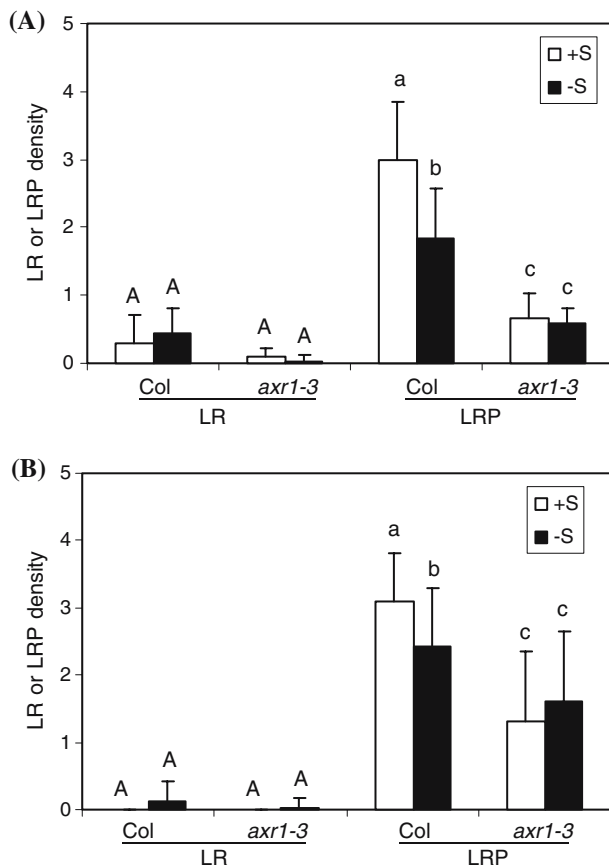 (A)
LR or LRP density
5
4
3
2
1
0
+S
-S
A
A
A
A
a
b
c
c
Col
axr1-3
Col
axr1-3
LR
LRP
(B)
LR or LRP density
5
4
3
2
1
0
+S
-S
A
A
A
A
a
b
c
c
Col
axr1-3
Col
axr1-3
LR
LRP